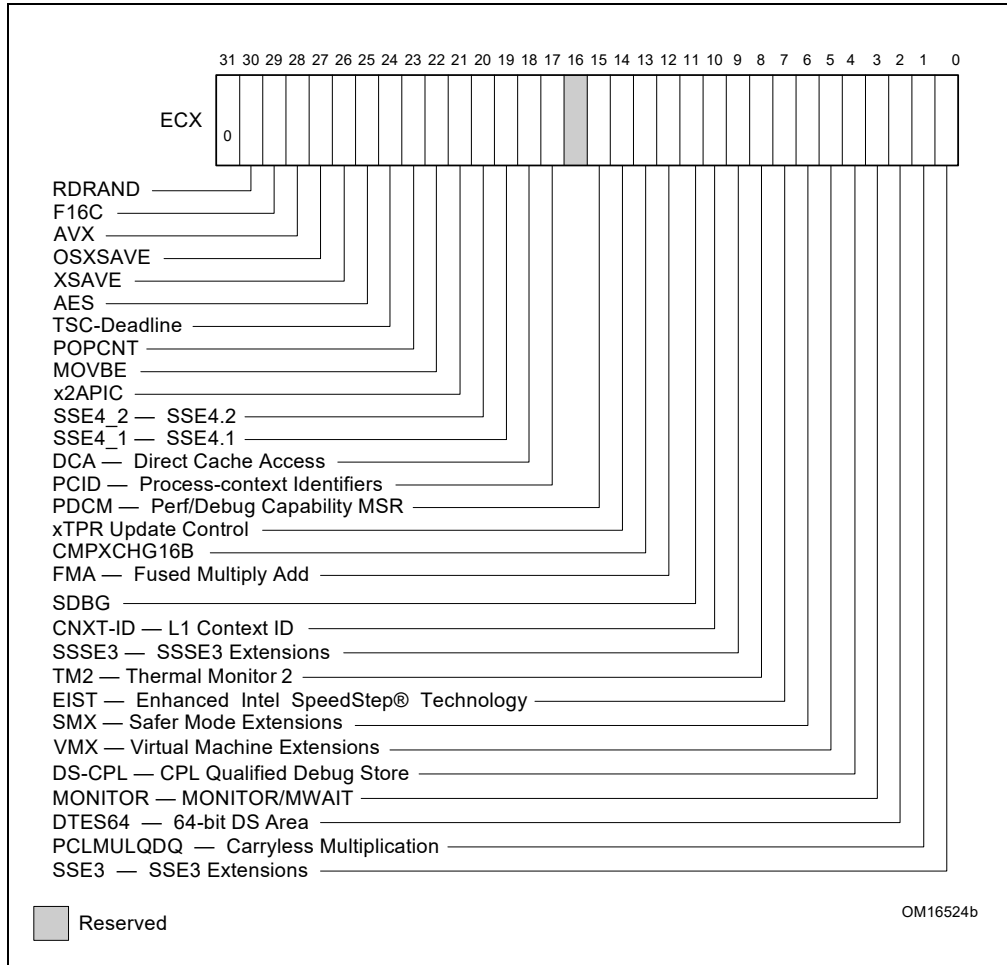 31 30 29 28 27 26 25 24 23 22 21 20 19 18 17 16 15 14 13 12 11 10 9 8 7 6 5 4 3 2 1 0
ECX
0
RDRAND
F16C
AVX
OSXSAVE
XSAVE
AES
TSC-Deadline
POPCNT
MOVBE
x2APIC
SSE4_2 — SSE4.2
SSE4_1 — SSE4.1
DCA — Direct Cache Access
PCID — Process-context Identifiers
PDCM — Perf/Debug Capability MSR
xTPR Update Control
CMPXCHG16B
FMA — Fused Multiply Add
SDBG
CNXT-ID — L1 Context ID
SSSE3 — SSSE3 Extensions
TM2 — Thermal Monitor 2
EIST — Enhanced Intel SpeedStep® Technology
SMX — Safer Mode Extensions
VMX — Virtual Machine Extensions
DS-CPL — CPL Qualified Debug Store
MONITOR — MONITOR/MWAIT
DTES64 — 64-bit DS Area
PCLMULQDQ — Carryless Multiplication
SSE3 — SSE3 Extensions
OM16524b
Reserved